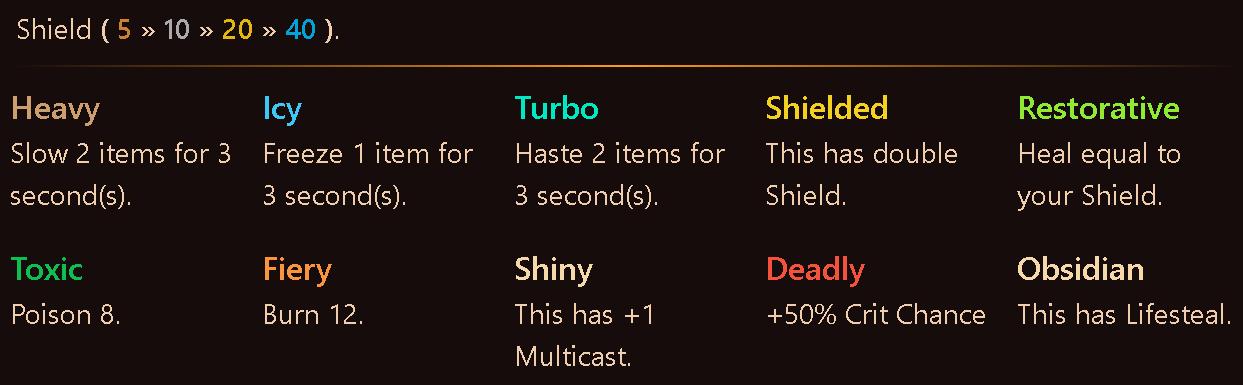 Shield ( 5 » 10 » 20 » 40 ).
Heavy
Slow 2 items for 3
second(s).
Icy
Freeze 1 item for
3 second(s).
Turbo
Haste 2 items for
3 second(s).
Shielded
This has double
Shield.
Restorative
Heal equal to
your Shield.
Toxic
Poison 8.
Fiery
Burn 12.
Shiny
This has +1
Multicast.
Deadly
+50% Crit Chance
Obsidian
This has Lifesteal.